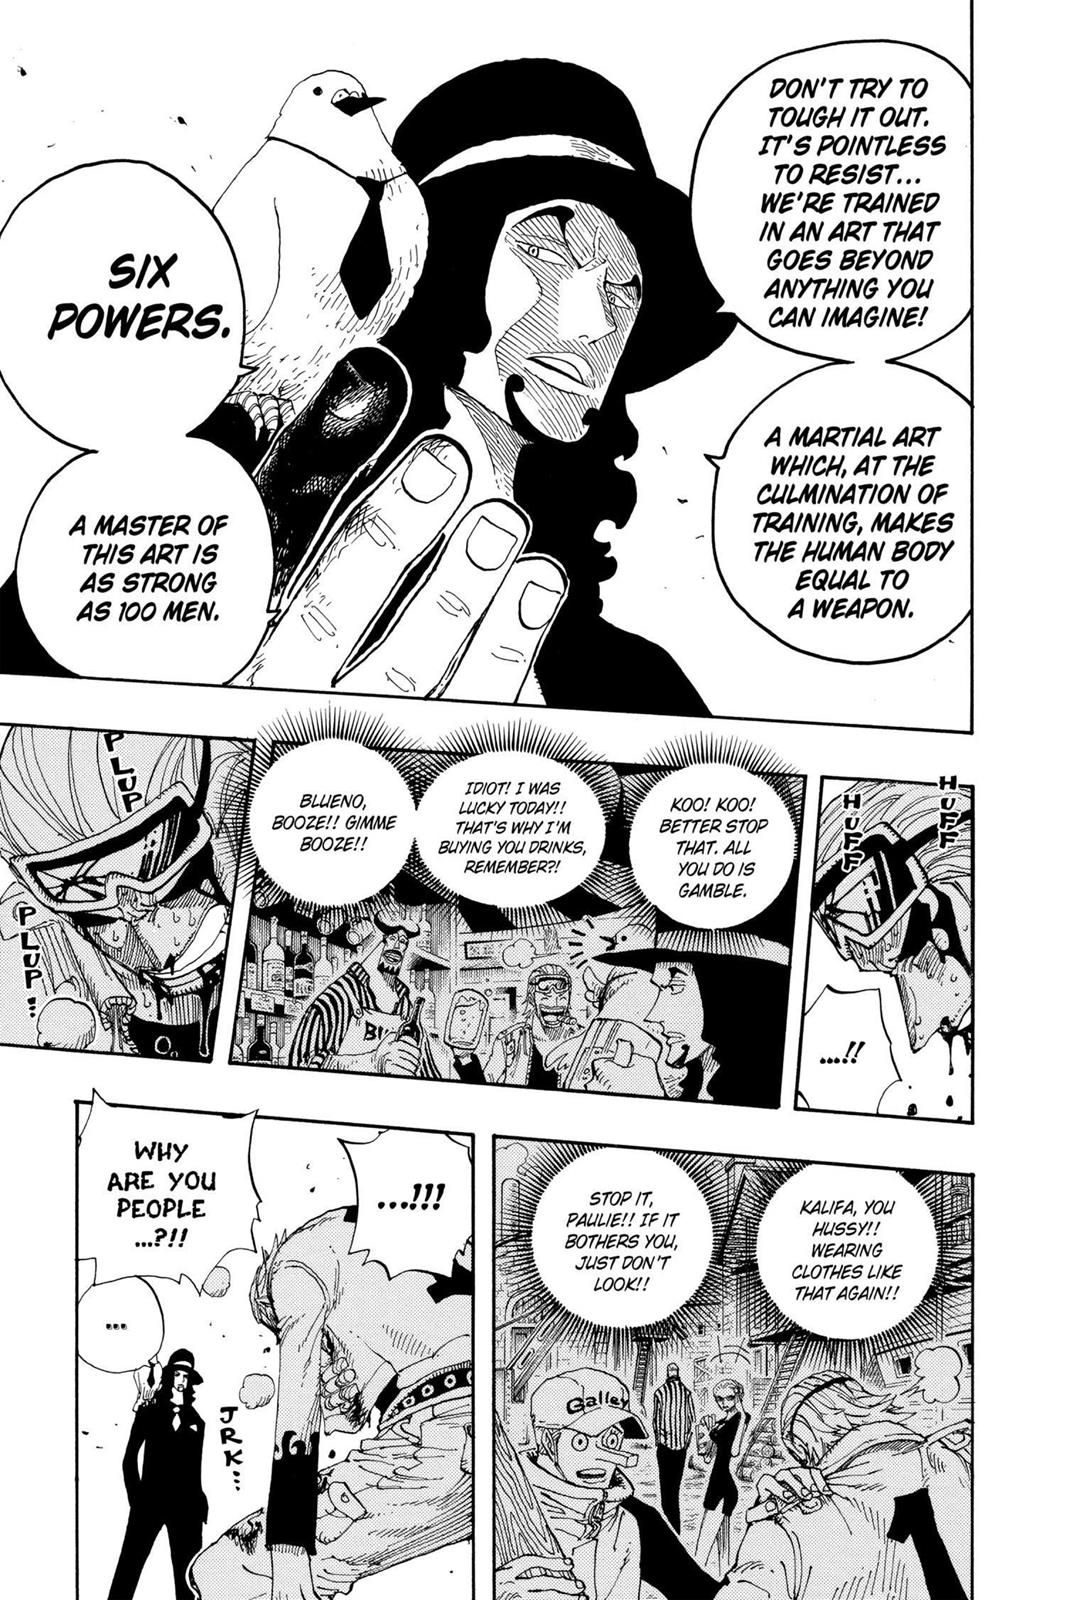 DON'T TRY TO
TOUGH IT OUT.
IT'S POINTLESS
TO RESIST...
WE'RE TRAINED
IN AN ART THAT
GOES BEYOND
ANYTHING YOU
CAN IMAGINE!
A MARTIAL ART
WHICH, AT THE
CULMINATION OF
TRAINING, MAKES
THE HUMAN BODY
EQUAL TO
A WEAPON.
SIX
POWERS.
A MASTER OF
THIS ART IS
AS STRONG
AS 100 MEN.
HUFF
HUFF
...!!
KOO! KOO!
BETTER STOP
THAT. ALL
YOU DO IS
GAMBLE.
IDIOT! I WAS
LUCKY TODAY!!
THAT'S WHY I'M
BUYING YOU DRINKS,
REMEMBER?!
BLUENO,
BOOZE!! GIMME
BOOZE!!
PLUP
PLUP...
KALIFA, YOU
HUSSY!!
WEARING
CLOTHES LIKE
THAT AGAIN!!
STOP IT,
PAULIE!! IF IT
BOTHERS YOU,
JUST DON'T
LOOK!!
Galley
...!!!
WHY
ARE YOU
PEOPLE
...?!!
...
JRK...